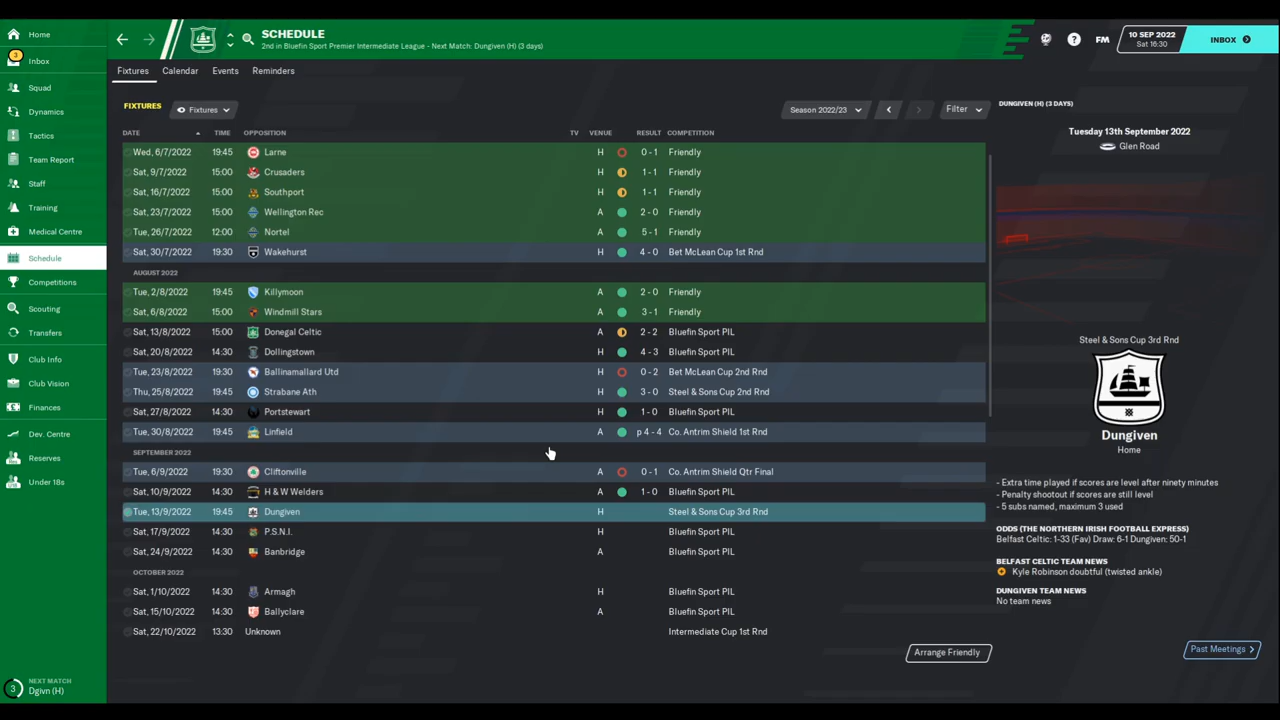 Home
3
Inbox
Squad
Dynamics
Tactics
Team Report
Staff
Training
Medical Centre
Schedule
Competitions
Scouting
Transfers
Club Info
Club Vision
Finances
Dev. Centre
Reserves
Under 18s
3
NEXT MATCH
Dgivn (H)
SCHEDULE
2nd in Bluefin Sport Premier Intermediate League - Next Match: Dungiven (H) (3 days)
? FM
10 SEP 2022
Sat 16:30
INBOX
Fixtures Calendar Events Reminders
FIXTURES Fixtures Season 2022/23 Filter
DATE TIME OPPOSITION TV VENUE RESULT COMPETITION
Wed, 6/7/2022 19:45 Larne H 0 - 1 Friendly
Sat, 9/7/2022 15:00 Crusaders H 1-1 Friendly
Sat, 16/7/2022 15:00 Southport H 1-1 Friendly
Sat, 23/7/2022 15:00 Wellington Rec A 2 - 0 Friendly
Tue, 26/7/2022 12:00 Nortel A 5 - 1 Friendly
Sat, 30/7/2022 19:30 Wakehurst H 4 - 0 Bet McLean Cup 1st Rnd
AUGUST 2022
Tue, 2/8/2022 19:45 Killymoon A 2 - 0 Friendly
Sat, 6/8/2022 15:00 Windmill Stars A 3 - 1 Friendly
Sat, 13/8/2022 15:00 Donegal Celtic A 2 - 2 Bluefin Sport PIL
Sat, 20/8/2022 14:30 Dollingstown H 4 - 3 Bluefin Sport PIL
Tue, 23/8/2022 19:30 Ballinamallard Utd H 0 - 2 Bet McLean Cup 2nd Rnd
Thu, 25/8/2022 19:45 Strabane Ath H 3 - 0 Steel & Sons Cup 2nd Rnd
Sat, 27/8/2022 14:30 Portstewart H 1 - 0 Bluefin Sport PIL
Tue, 30/8/2022 19:45 Linfield A p 4 - 4 Co. Antrim Shield 1st Rnd
SEPTEMBER 2022
Tue, 6/9/2022 19:30 Cliftonville A 0 - 1 Co. Antrim Shield Qtr Final
Sat, 10/9/2022 14:30 H & W Welders A 1 - 0 Bluefin Sport PIL
Tue, 13/9/2022 19:45 Dungiven H Steel & Sons Cup 3rd Rnd
Sat, 17/9/2022 14:30 P.S.N.I. H Bluefin Sport PIL
Sat, 24/9/2022 14:30 Banbridge A Bluefin Sport PIL
OCTOBER 2022
Sat, 1/10/2022 14:30 Armagh H Bluefin Sport PIL
Sat, 15/10/2022 14:30 Ballyclare A Bluefin Sport PIL
Sat, 22/10/2022 13:30 Unknown Intermediate Cup 1st Rnd
Arrange Friendly
DUNGIVEN (H) (3 DAYS)
Tuesday 13th September 2022
Glen Road
Steel & Sons Cup 3rd Rnd
Dungiven
Home
- Extra time played if scores are level after ninety minutes
- Penalty shootout if scores are still level
- 5 subs named, maximum 3 used
ODDS (THE NORTHERN IRISH FOOTBALL EXPRESS)
Belfast Celtic: 1-33 (Fav) Draw: 6-1 Dungiven: 50-1
BELFAST CELTIC TEAM NEWS
Kyle Robinson doubtful (twisted ankle)
DUNGIVEN TEAM NEWS
No team news
Past Meetings